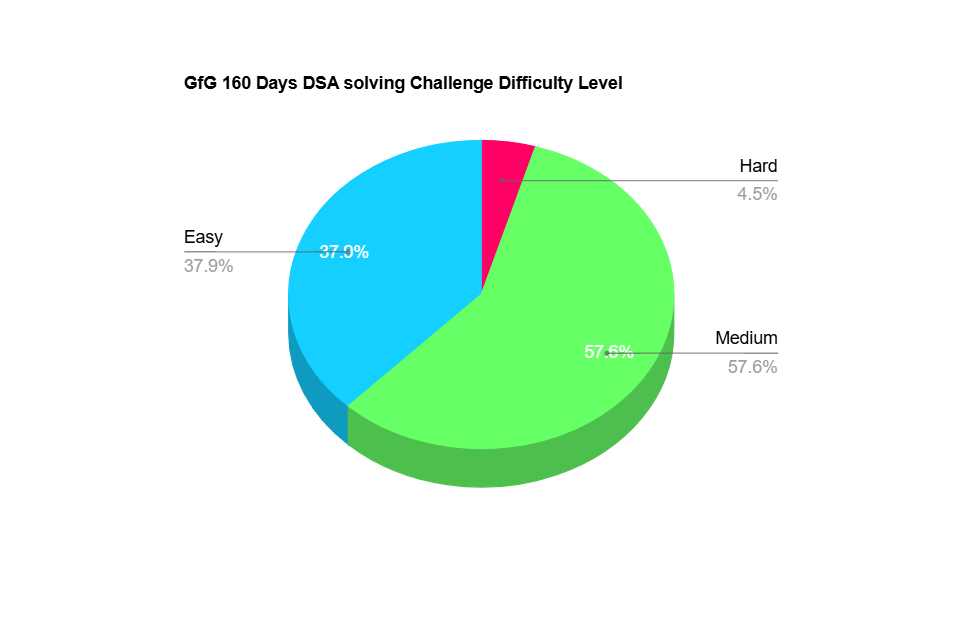 GfG 160 Days DSA solving Challenge Difficulty Level
Hard
4.5%
Easy
37.9%
37.9%
Medium
57.6%
57.6%